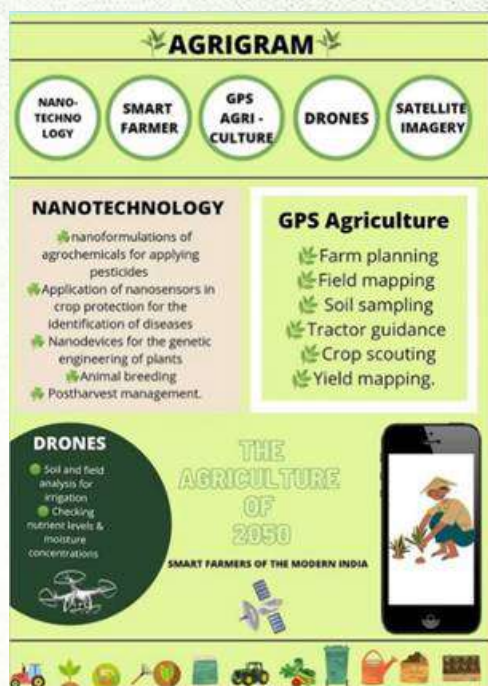 AGRIGRAM
NANO-
TECHNO
LOGY
SMART
FARMER
GPS
AGRI -
CULTURE
DRONES
SATELLITE
IMAGERY
NANOTECHNOLOGY
nanoformulations of
agrochemicals for applying
pesticides
Application of nanosensors in
crop protection for the
identification of diseases
Nanodevices for the genetic
engineering of plants
Animal breeding
Postharvest management.
GPS Agriculture
Farm planning
Field mapping
Soil sampling
Tractor guidance
Crop scouting
Yield mapping.
DRONES
Soil and field
analysis for
irrigation
Checking
nutrient levels &
moisture
concentrations
THE
AGRICULTURE
OF
2050
SMART FARMERS OF THE MODERN INDIA